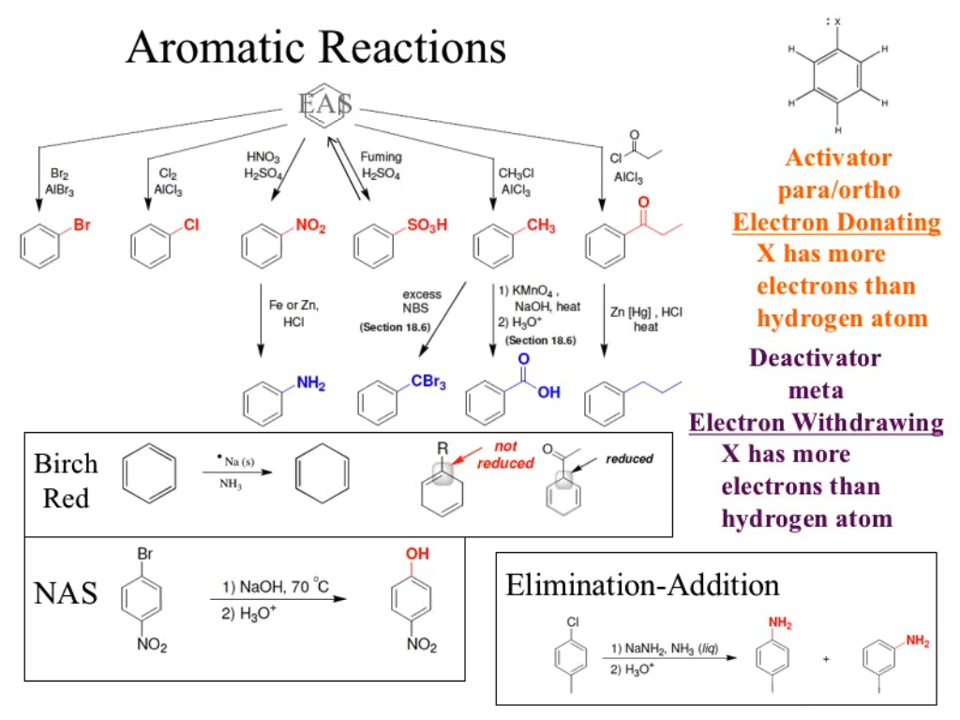 Aromatic Reactions
EAS
Br2
AlBr3
Cl2
AlCl3
HNO3
H2SO4
Fuming
H2SO4
CH3Cl
AlCl3
O
Cl
AlCl3
Br
Cl
NO2
SO3H
CH3
O
Fe or Zn,
HCl
excess
NBS
(Section 18.6)
1) KMnO4 ,
NaOH, heat
2) H3O+
(Section 18.6)
Zn [Hg] , HCl
heat
NH2
CBr3
O
OH
: X
H H
H H
H
Activator
para/ortho
Electron Donating
X has more
electrons than
hydrogen atom
Deactivator
meta
Electron Withdrawing
X has more
electrons than
hydrogen atom
Birch
Red
• Na (s)
NH3
R
not
reduced
O
reduced
NAS
Br
NO2
1) NaOH, 70 °C
2) H3O+
OH
NO2
Elimination-Addition
Cl
1) NaNH2, NH3 (liq)
2) H3O+
NH2
+
NH2